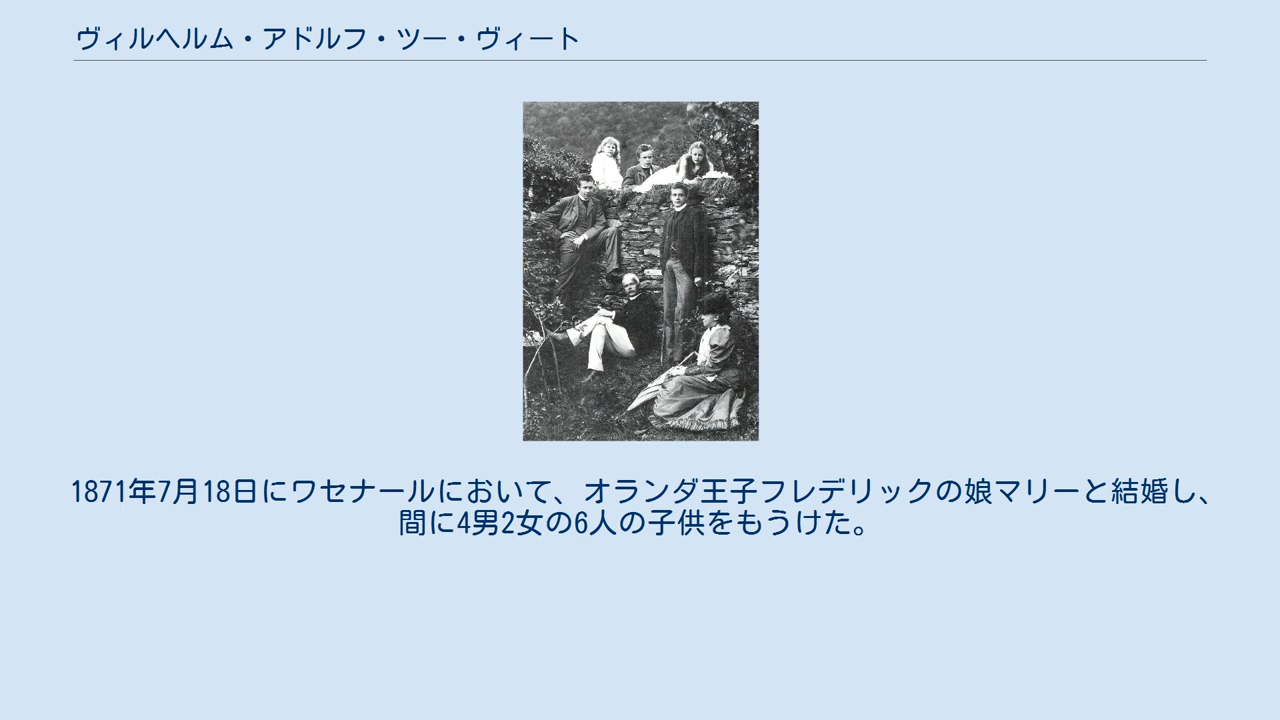 ヴィルヘルム・アドルフ・ツー・ヴィート
1871年7月18日にワセナールにおいて、オランダ王子フレデリックの娘マリーと結婚し、
間に4男2女の6人の子供をもうけた。